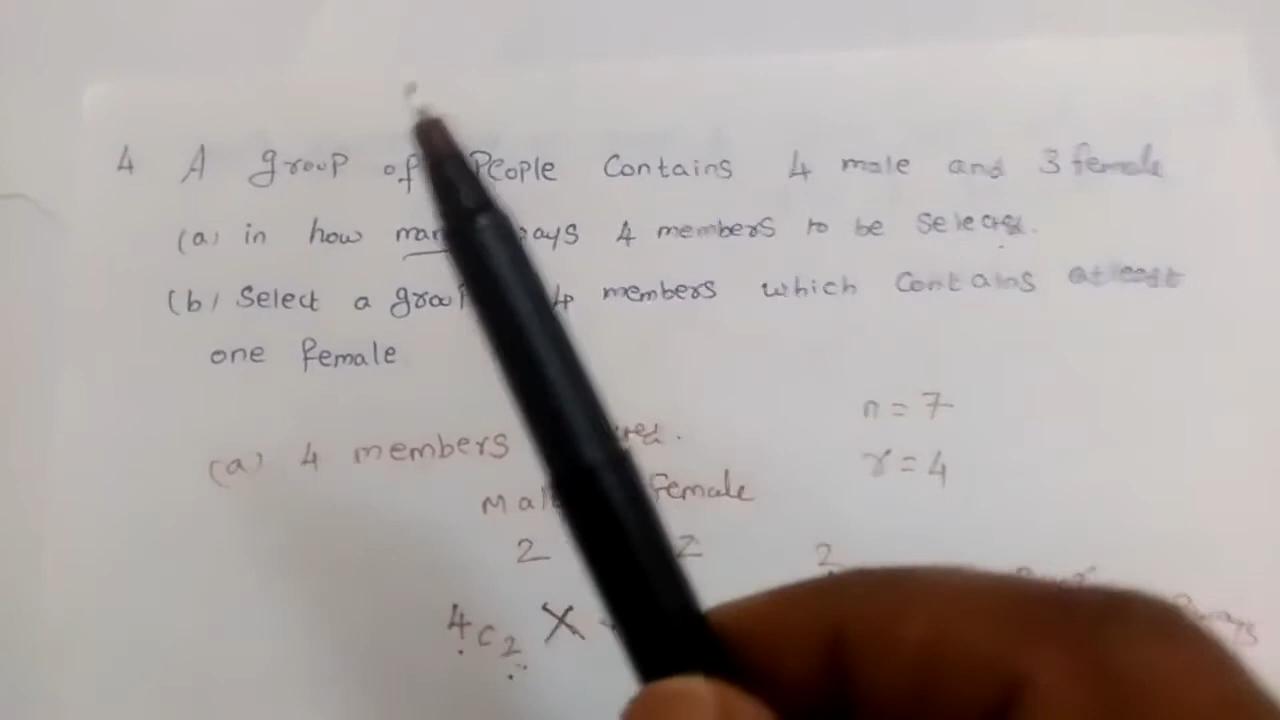 4 A group of People Contains 4 male and 3 female
(a) in how ways 4 members to be select.
(b) Select a 4 members which contains atleast
one female
(a) 4 members
n = 7
r = 4
female
2 2 2
4C2 X